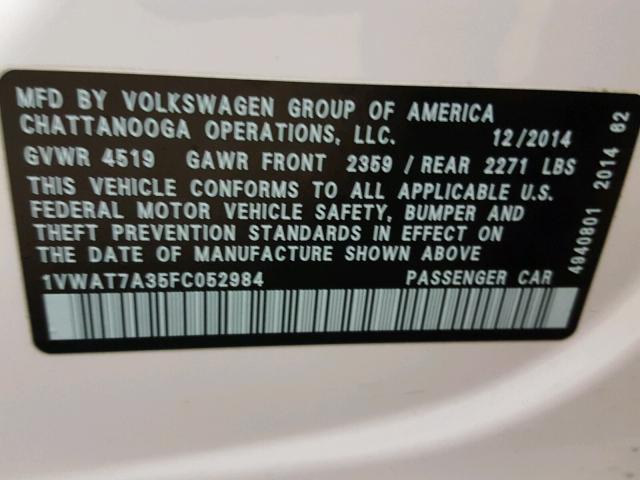 MFD BY VOLKSWAGEN GROUP OF AMERICA
CHATTANOOGA OPERATIONS, LLC. 12/2014
GVWR 4519 GAWR FRONT 2359 / REAR 2271 LBS
THIS VEHICLE CONFORMS TO ALL APPLICABLE U.S.
FEDERAL MOTOR VEHICLE SAFETY, BUMPER AND
THEFT PREVENTION STANDARDS IN EFFECT ON
THE DATE OF MANUFACTURE SHOWN ABOVE
1VWAT7A35FC052984 PASSENGER CAR
4940801 2014 62